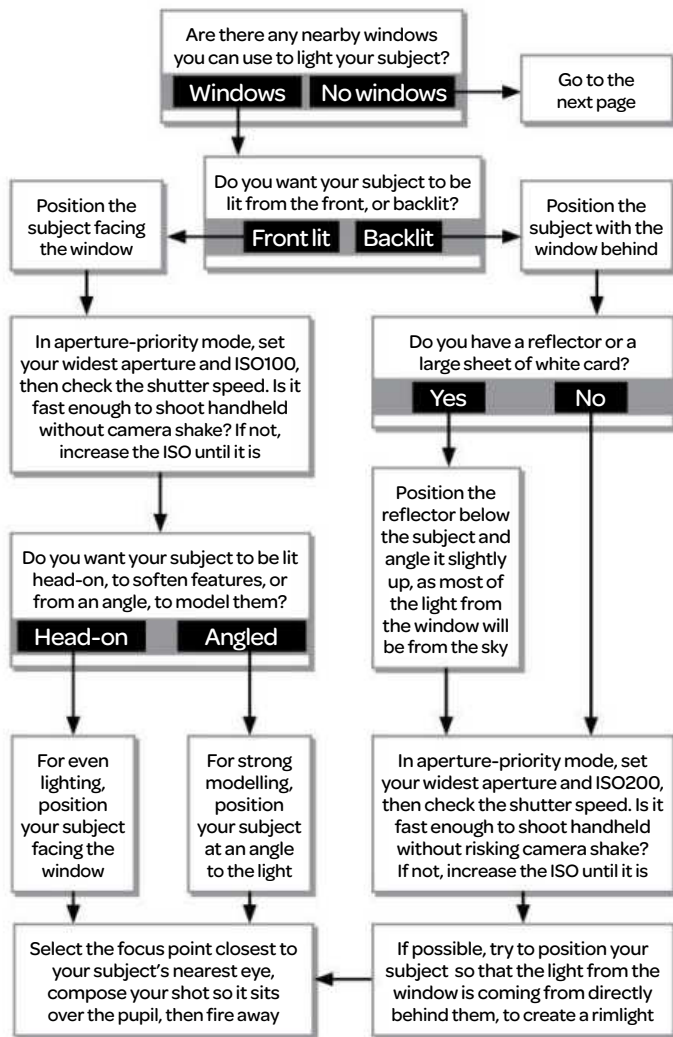 Are there any nearby windows
you can use to light your subject?
Windows
No windows
Go to the
next page
Do you want your subject to be
lit from the front, or backlit?
Front lit
Backlit
Position the
subject facing
the window
Position the
subject with the
window behind
In aperture-priority mode, set
your widest aperture and ISO100,
then check the shutter speed. Is it
fast enough to shoot handheld
without camera shake? If not,
increase the ISO until it is
Do you have a reflector or a
large sheet of white card?
Yes
No
Position the
reflector below
the subject and
angle it slightly
up, as most of
the light from
the window will
be from the sky
Do you want your subject to be lit
head-on, to soften features, or
from an angle, to model them?
Head-on
Angled
For even
lighting,
position
your subject
facing the
window
For strong
modelling,
position
your subject
at an angle
to the light
In aperture-priority mode, set
your widest aperture and ISO200,
then check the shutter speed. Is it
fast enough to shoot handheld
without risking camera shake?
If not, increase the ISO until it is
Select the focus point closest to
your subject's nearest eye,
compose your shot so it sits
over the pupil, then fire away
If possible, try to position your
subject so that the light from the
window is coming from directly
behind them, to create a rimlight